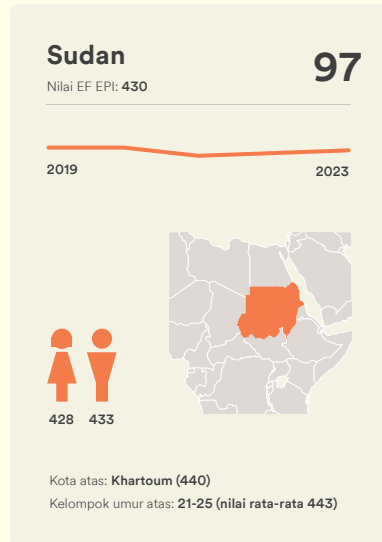 Sudan
97
Nilai EF EPI: 430
2019
2023
428 433
Kota atas: Khartoum (440)
Kelompok umur atas: 21-25 (nilai rata-rata 443)